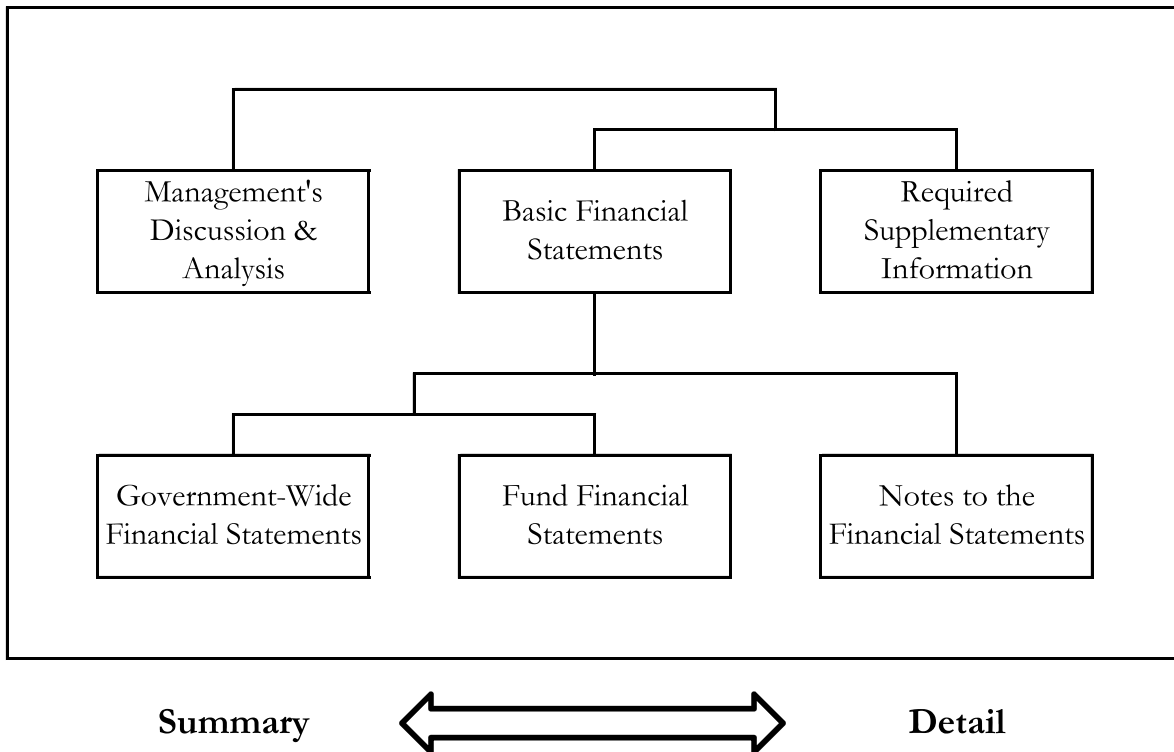 Management's
Discussion &
Analysis
Basic Financial
Statements
Required
Supplementary
Information
Government-Wide
Financial Statements
Fund Financial
Statements
Notes to the
Financial Statements
Summary
Detail